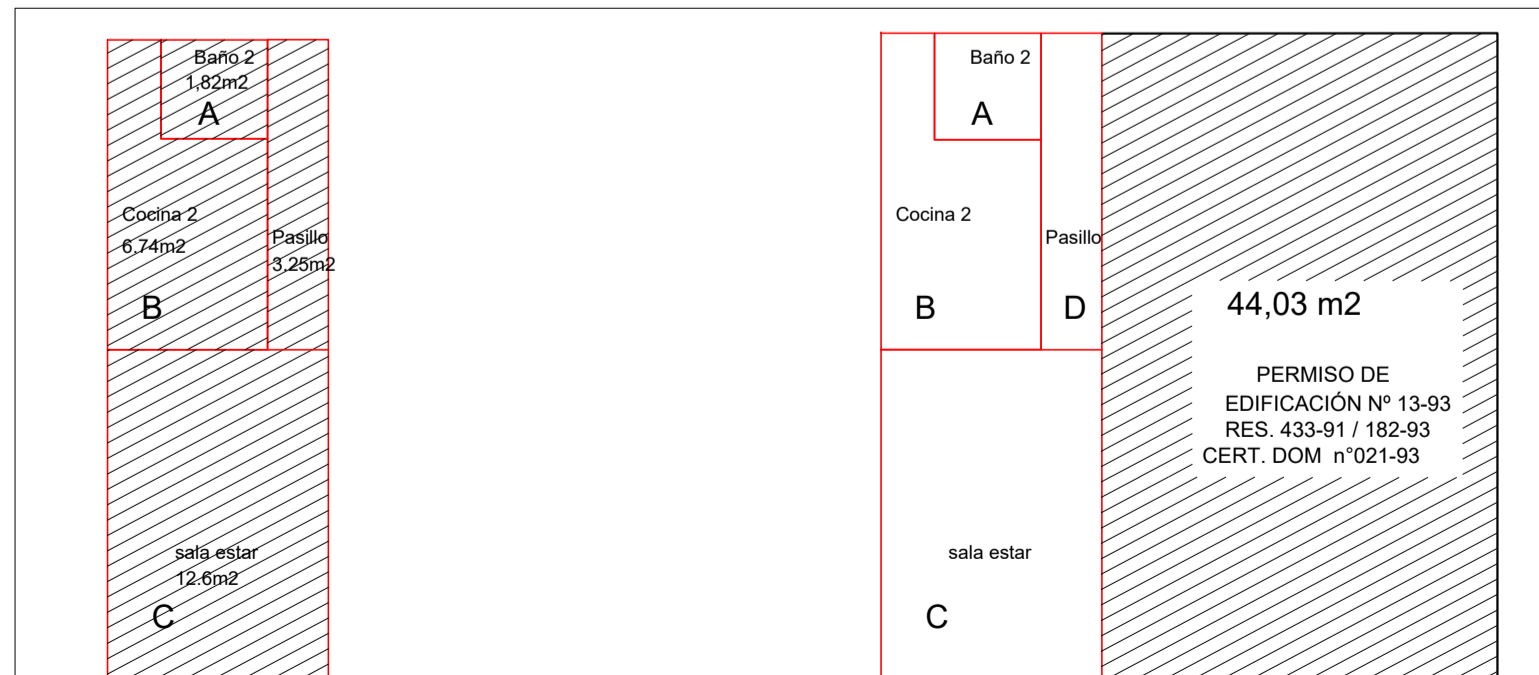 Baño 2
1,82m2
A
Cocina 2
6.74m2
Pasillo
3.25m2
B
sala estar
12.6m2
C
Baño 2
A
Cocina 2
Pasillo
B
D
sala estar
C
44,03 m2
PERMISO DE
EDIFICACIÓN Nº 13-93
RES. 433-91 / 182-93
CERT. DOM n°021-93